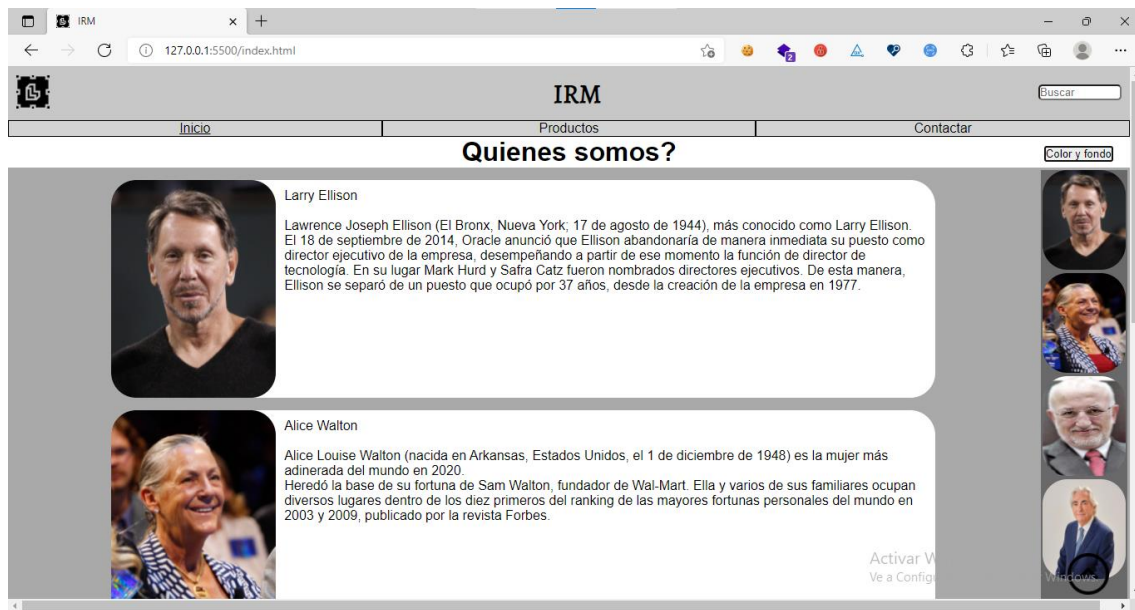 IRM
127.0.0.1:5500/index.html
2
IRM
Buscar
Inicio
Productos
Contactar
Quienes somos?
Color y fondo
Larry Ellison
Lawrence Joseph Ellison (El Bronx, Nueva York; 17 de agosto de 1944), más conocido como Larry Ellison.
El 18 de septiembre de 2014, Oracle anunció que Ellison abandonaría de manera inmediata su puesto como
director ejecutivo de la empresa, desempeñando a partir de ese momento la función de director de
tecnología. En su lugar Mark Hurd y Safra Catz fueron nombrados directores ejecutivos. De esta manera,
Ellison se separó de un puesto que ocupó por 37 años, desde la creación de la empresa en 1977.
Alice Walton
Alice Louise Walton (nacida en Arkansas, Estados Unidos, el 1 de diciembre de 1948) es la mujer más
adinerada del mundo en 2020.
Heredó la base de su fortuna de Sam Walton, fundador de Wal-Mart. Ella y varios de sus familiares ocupan
diversos lugares dentro de los diez primeros del ranking de las mayores fortunas personales del mundo en
2003 y 2009, publicado por la revista Forbes.
Activar W
Ve a Config
Windows.